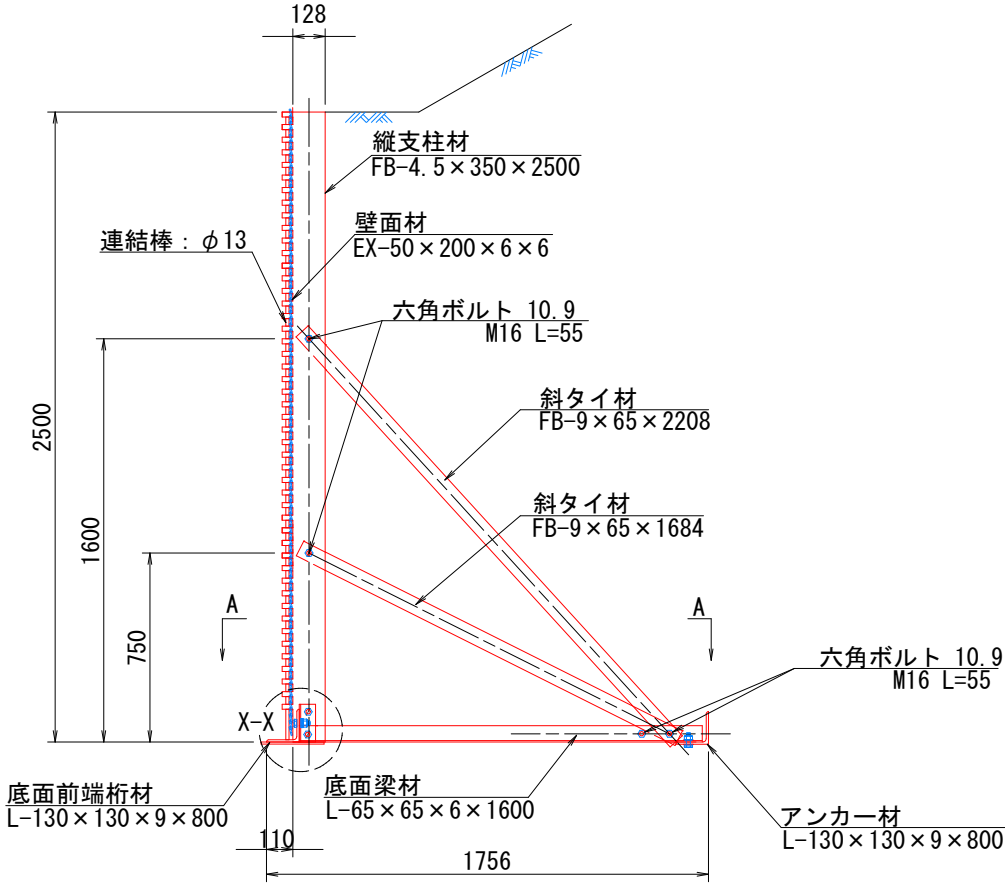 128
縦支柱材
FB-4.5×350×2500
壁面材
EX-50×200×6×6
連結棒：φ13
六角ボルト 10.9
M16 L=55
2500
斜タイ材
FB-9×65×2208
1600
斜タイ材
FB-9×65×1684
750
A
A
六角ボルト 10.9
M16 L=55
X-X
底面前端桁材
L-130×130×9×800
底面梁材
L-65×65×6×1600
アンカー材
L-130×130×9×800
110
1756